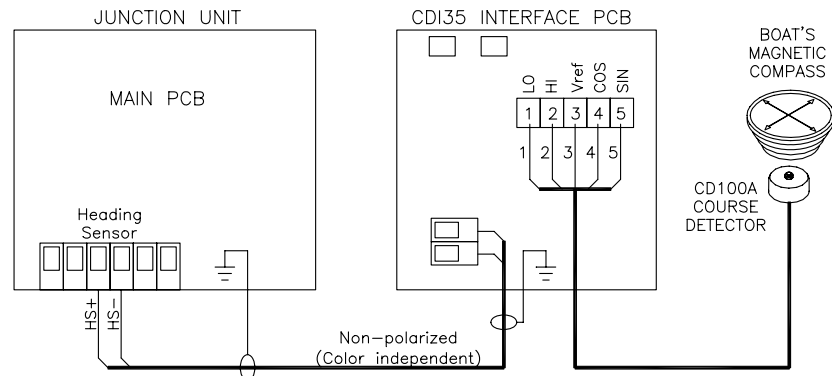 JUNCTION UNIT
CDI35 INTERFACE PCB
BOAT'S
MAGNETIC
COMPASS
MAIN PCB
LO
HI
Vref
COS
SIN
1 2 3 4 5
1 2 3 4 5
CD100A
COURSE
DETECTOR
Heading
Sensor
HS+
HS-
Non-polarized
(Color independent)